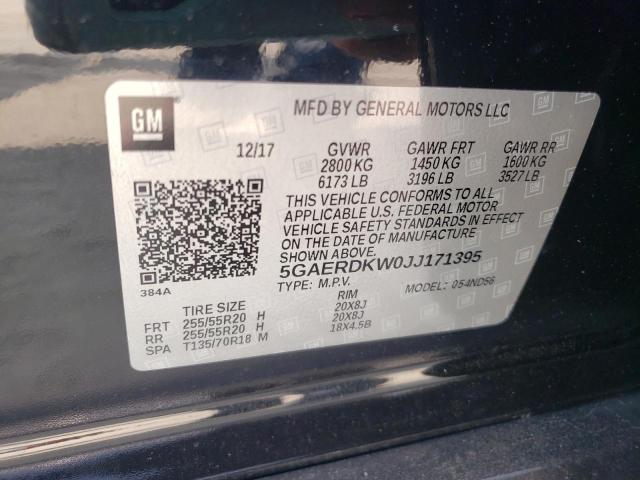 GM
MFD BY GENERAL MOTORS LLC
12/17 GVWR GAWR FRT GAWR RR
2800 KG 1450 KG 1600 KG
6173 LB 3196 LB 3527 LB
THIS VEHICLE CONFORMS TO ALL
APPLICABLE U.S. FEDERAL MOTOR
VEHICLE SAFETY STANDARDS IN EFFECT
ON THE DATE OF MANUFACTURE
5GAERDKW0JJ171395
TYPE: M.P.V. MODEL: 054ND56
384A
TIRE SIZE RIM
FRT 255/55R20 H 20X8J
RR 255/55R20 H 20X8J
SPA T135/70R18 M 18X4.5B